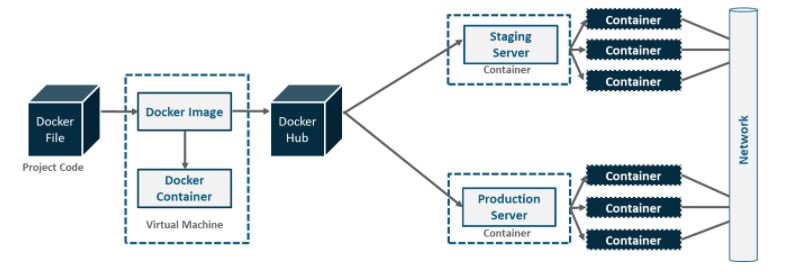 Docker
File
Project Code
Docker Image
Docker
Container
Virtual Machine
Docker
Hub
Staging
Server
Container
Container
Container
Container
Production
Server
Container
Container
Container
Container
Network